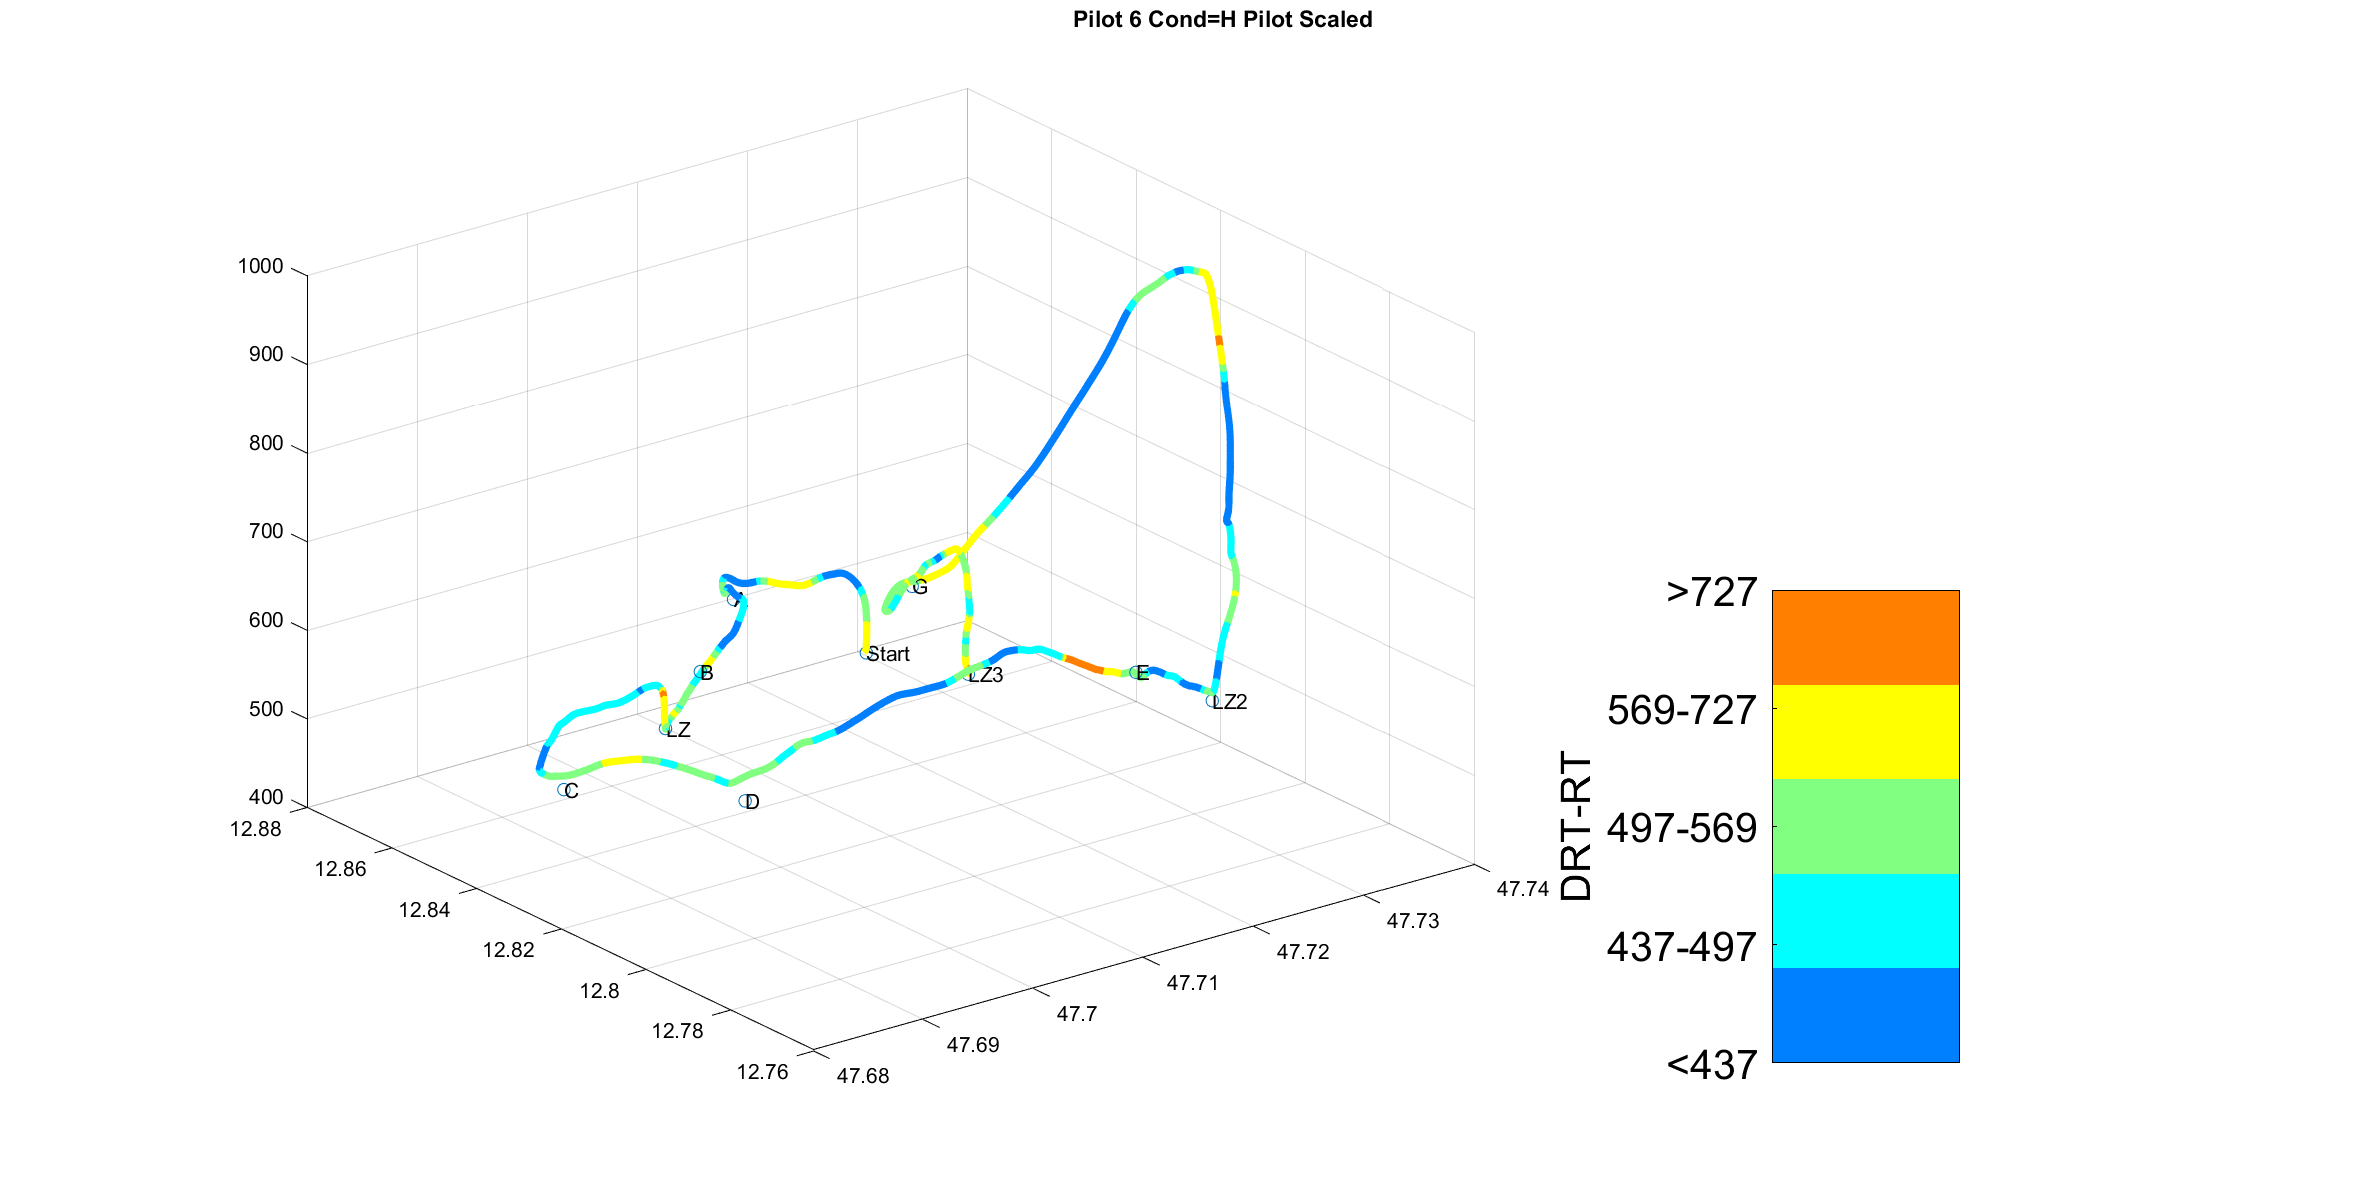 Pilot 6 Cond=H Pilot Scaled
1000
900
800
700
600
500
400
12.88
12.86
12.84
12.82
12.8
12.78
12.76
47.68
47.69
47.7
47.71
47.72
47.73
47.74
A
B
C
D
E
G
Start
LZ
LZ2
LZ3
DRT-RT
>727
569-727
497-569
437-497
<437